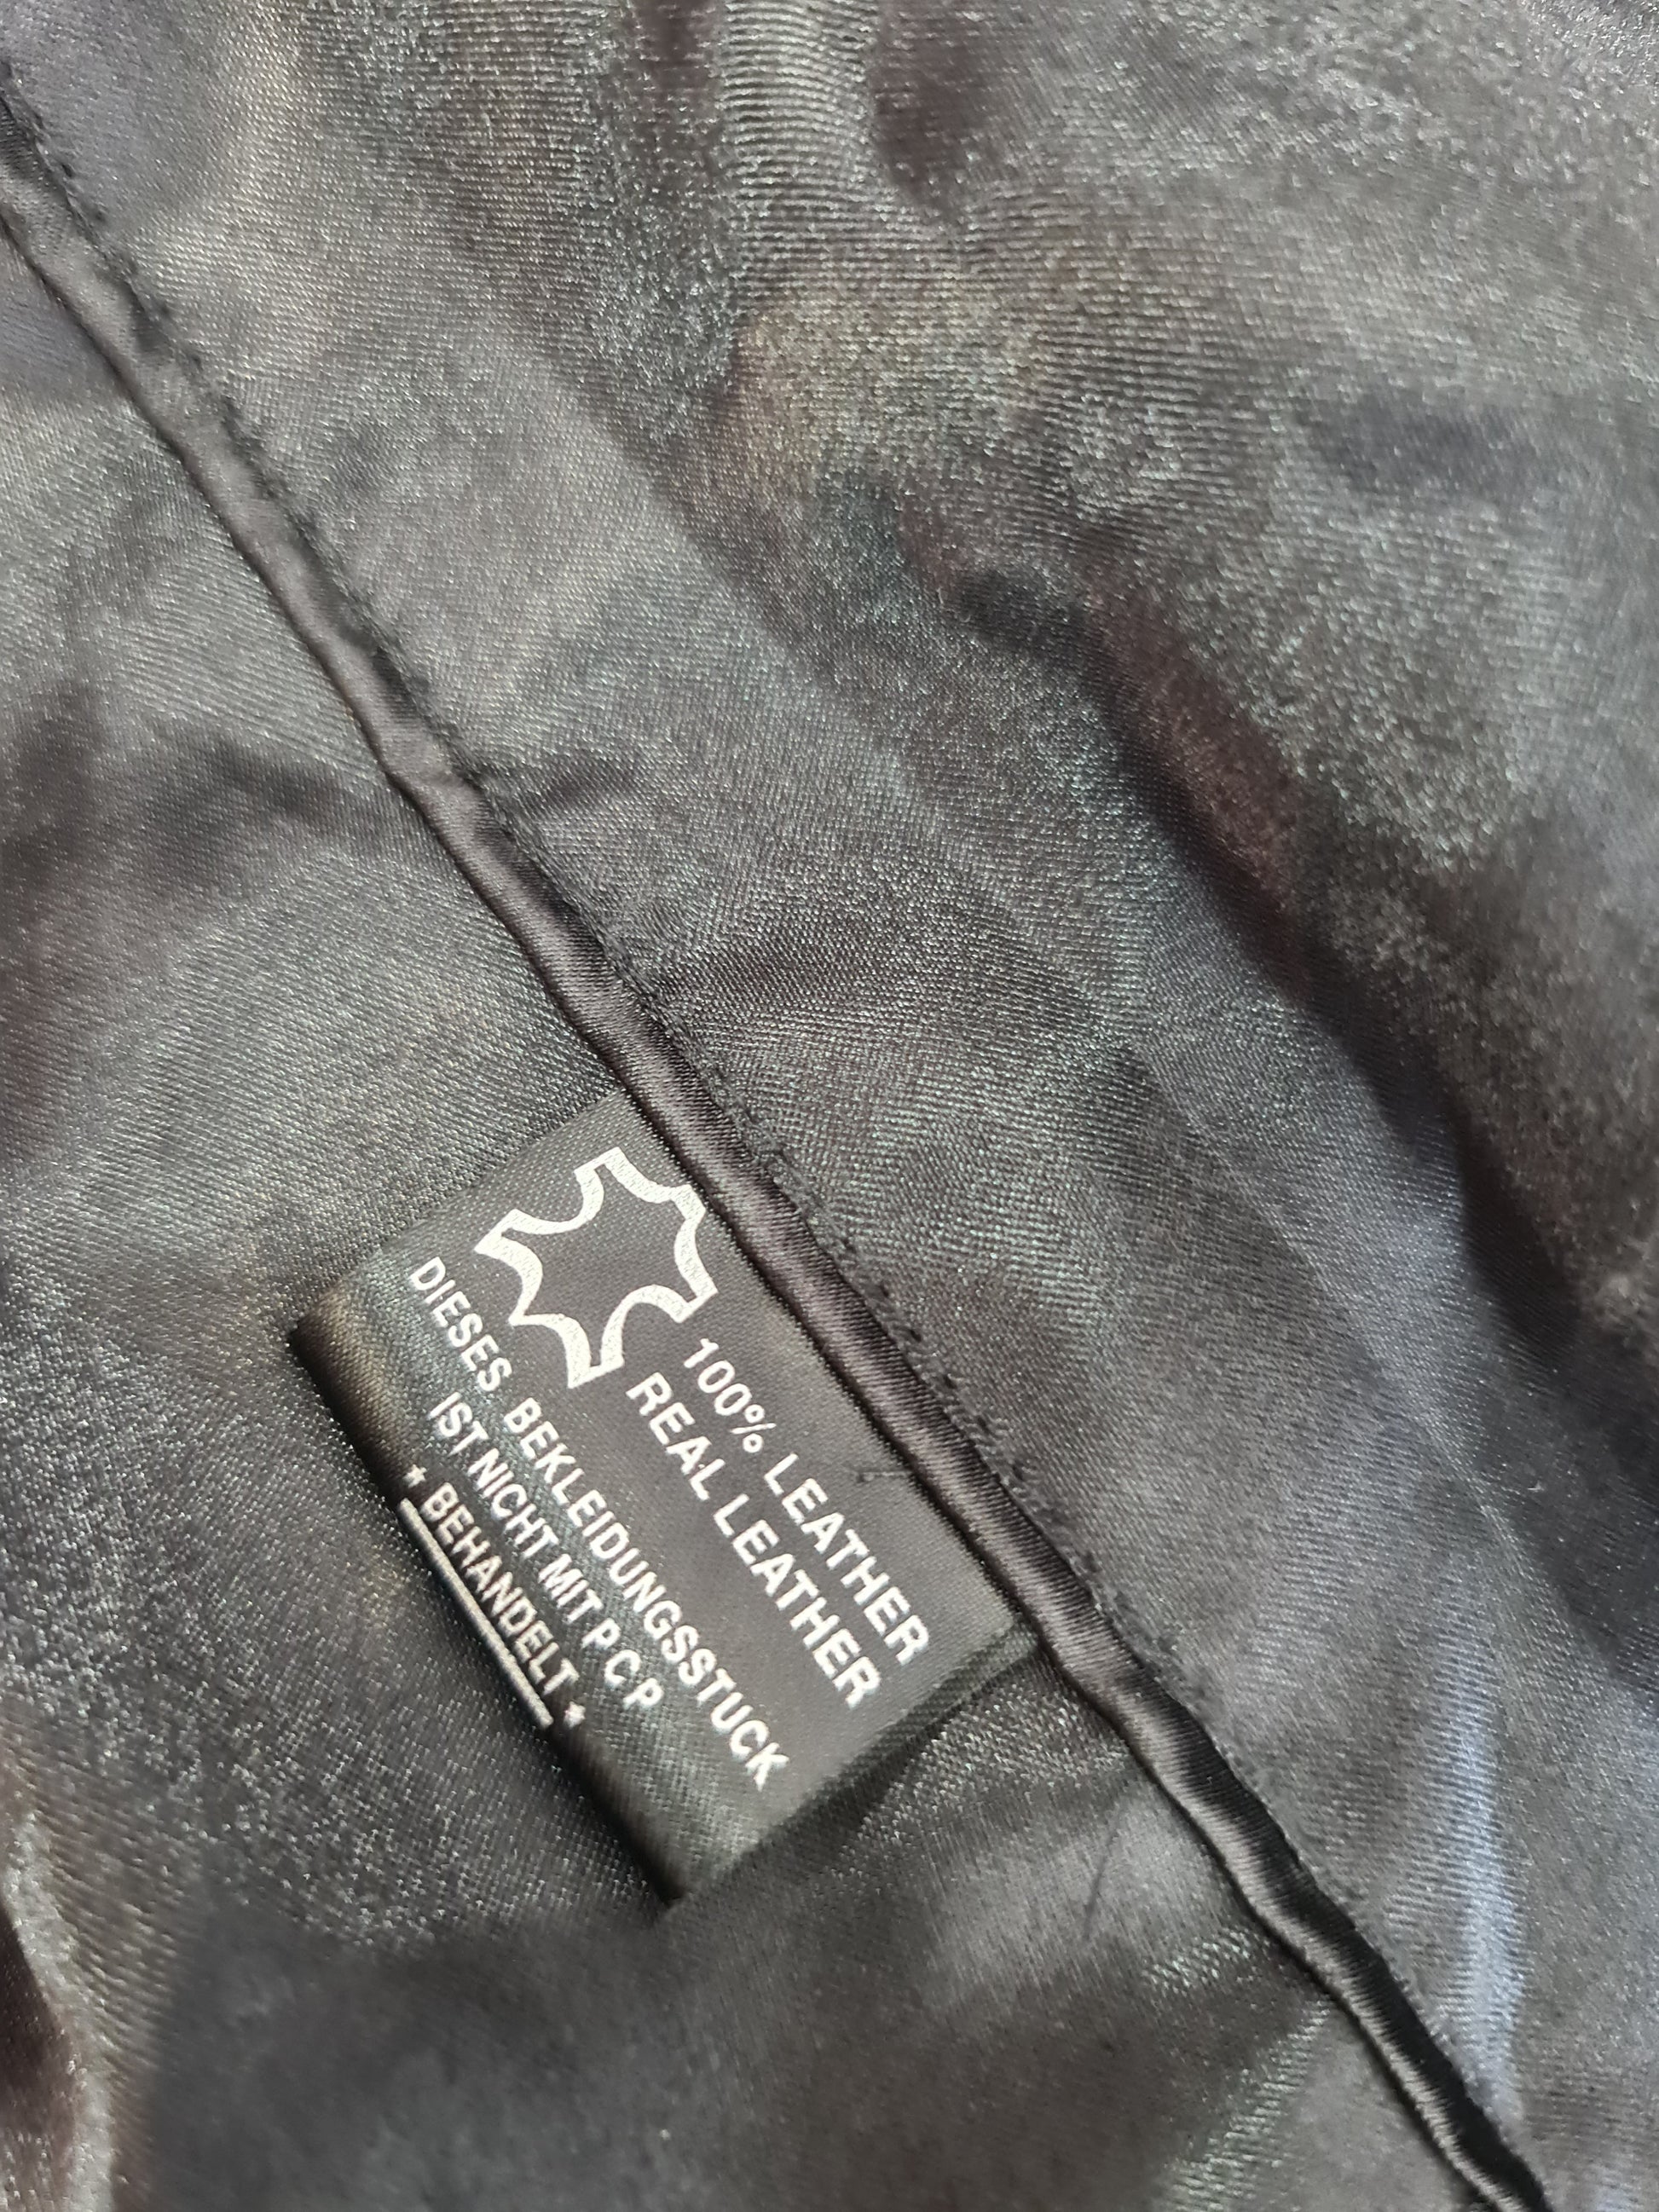 100% LEATHER
REAL LEATHER
DIESES BEKLEIDUNGSSTUCK
IST NICHT MIT P C P
* BEHANDELT *